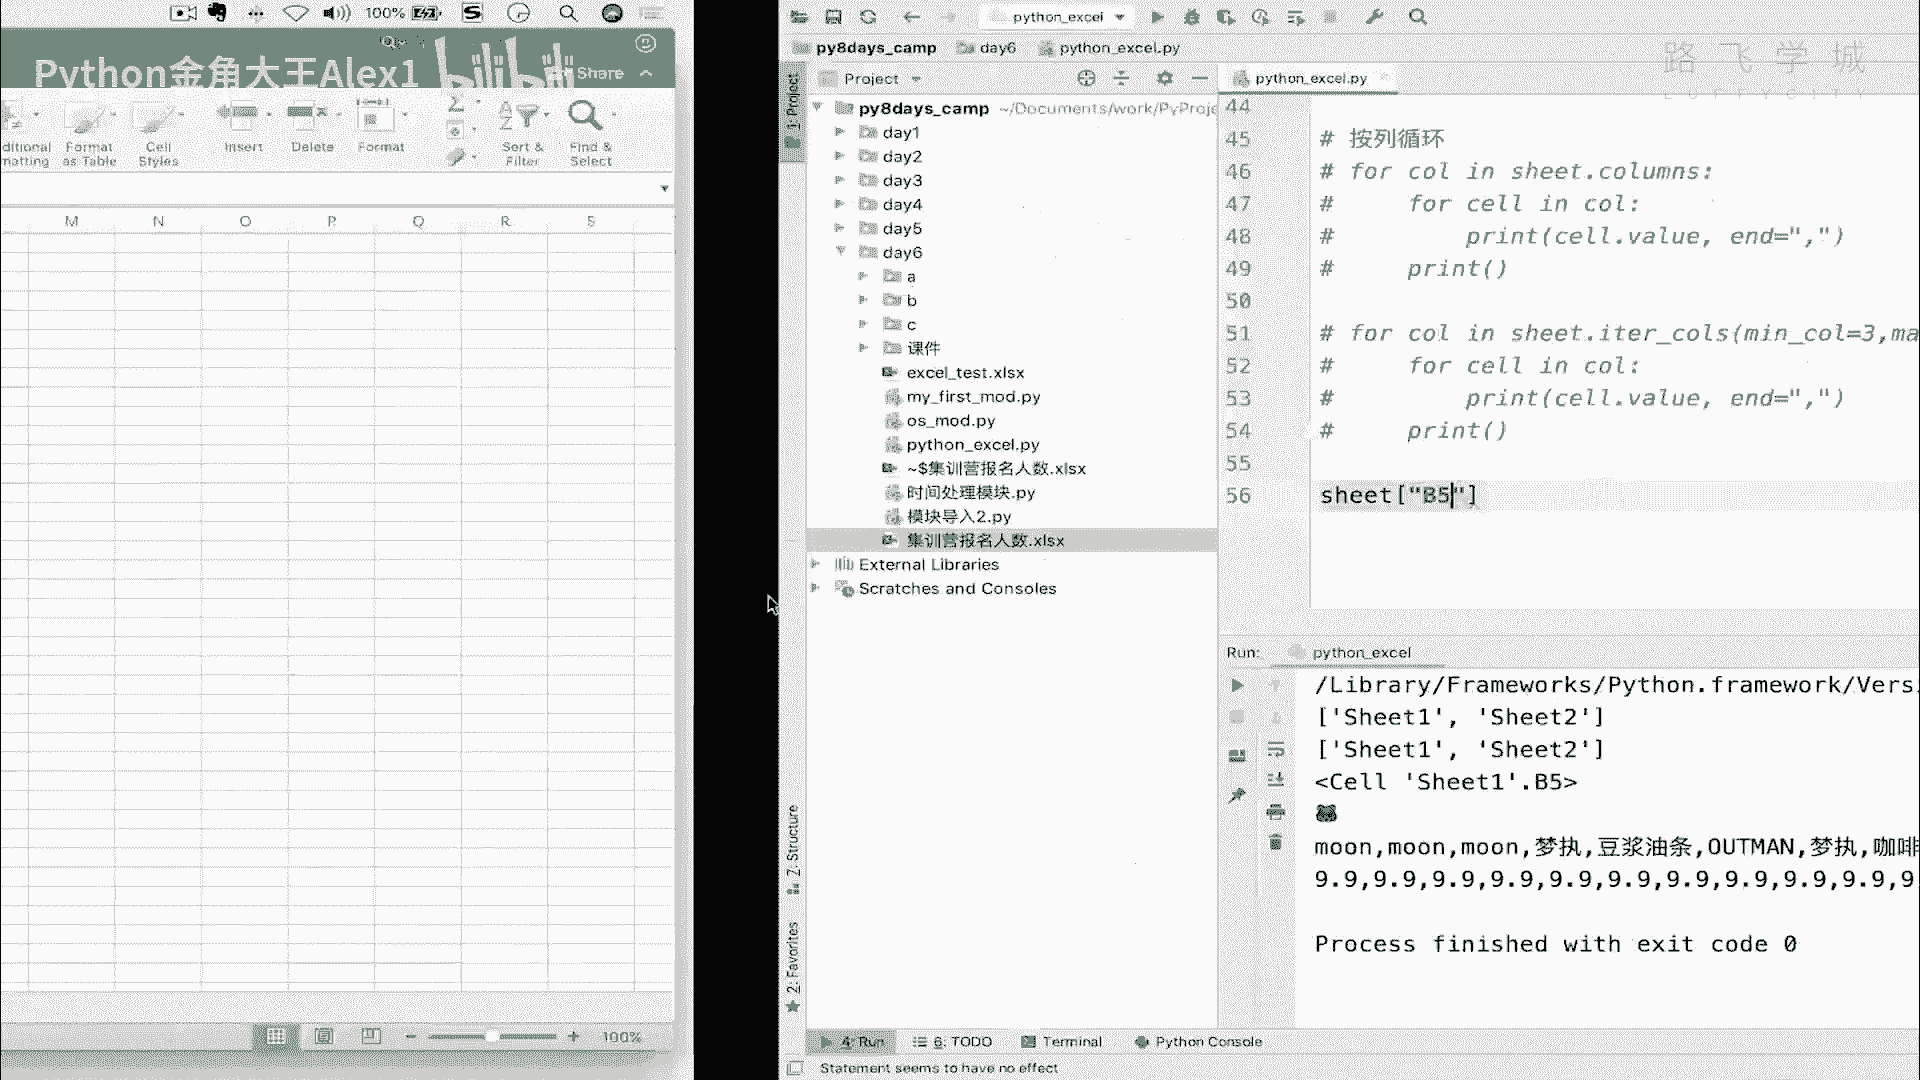 100%
Python金角大王Alex1 bilibili Share
ditional
matting
Format
as Table
Cell
Styles
Insert
Delete
Format
Sort &
Filter
Find &
Select
M N O P Q R S
100%
python_excel
py8days_camp day6 python_excel.py
路飞学城
LUFFYCITY
1: Project
Project
python_excel.py
py8days_camp ~/Documents/work/PyProje
day1
day2
day3
day4
day5
day6
a
b
c
课件
excel_test.xlsx
my_first_mod.py
os_mod.py
python_excel.py
~$集训营报名人数.xlsx
时间处理模块.py
模块导入2.py
集训营报名人数.xlsx
External Libraries
Scratches and Consoles
44
45 # 按列循环
46 # for col in sheet.columns:
47 # for cell in col:
48 # print(cell.value, end=",")
49 # print()
50
51 # for col in sheet.iter_cols(min_col=3,ma
52 # for cell in col:
53 # print(cell.value, end=",")
54 # print()
55
56 sheet["B5"]
Run: python_excel
/Library/Frameworks/Python.framework/Versi
['Sheet1', 'Sheet2']
['Sheet1', 'Sheet2']
<Cell 'Sheet1'.B5>
moon,moon,moon,梦执,豆浆油条,OUTMAN,梦执,咖啡
9.9,9.9,9.9,9.9,9.9,9.9,9.9,9.9,9.9,9.9,9
Process finished with exit code 0
7: Structure
2: Favorites
4: Run 6: TODO Terminal Python Console
Statement seems to have no effect